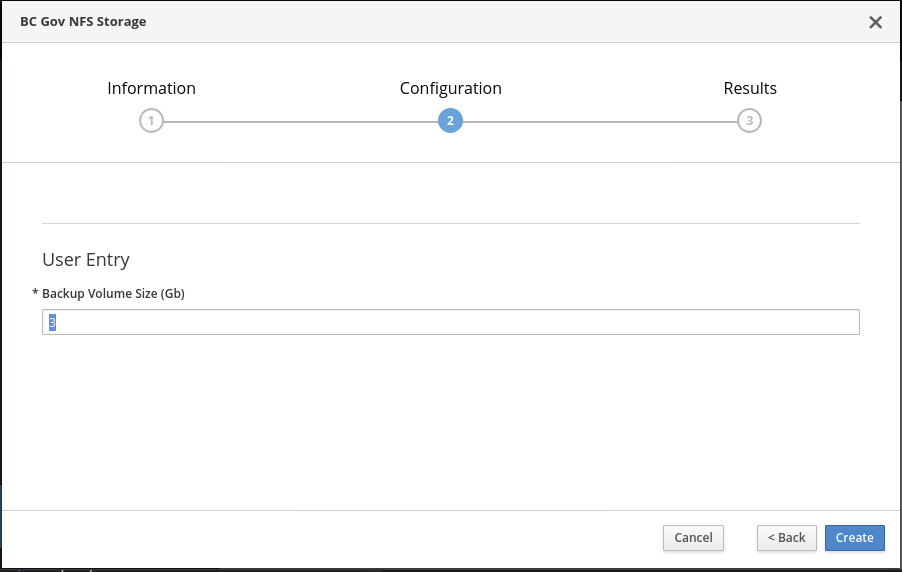 BC Gov NFS Storage
Information Configuration Results
1 2 3
User Entry
* Backup Volume Size (Gb)
3
Cancel < Back Create